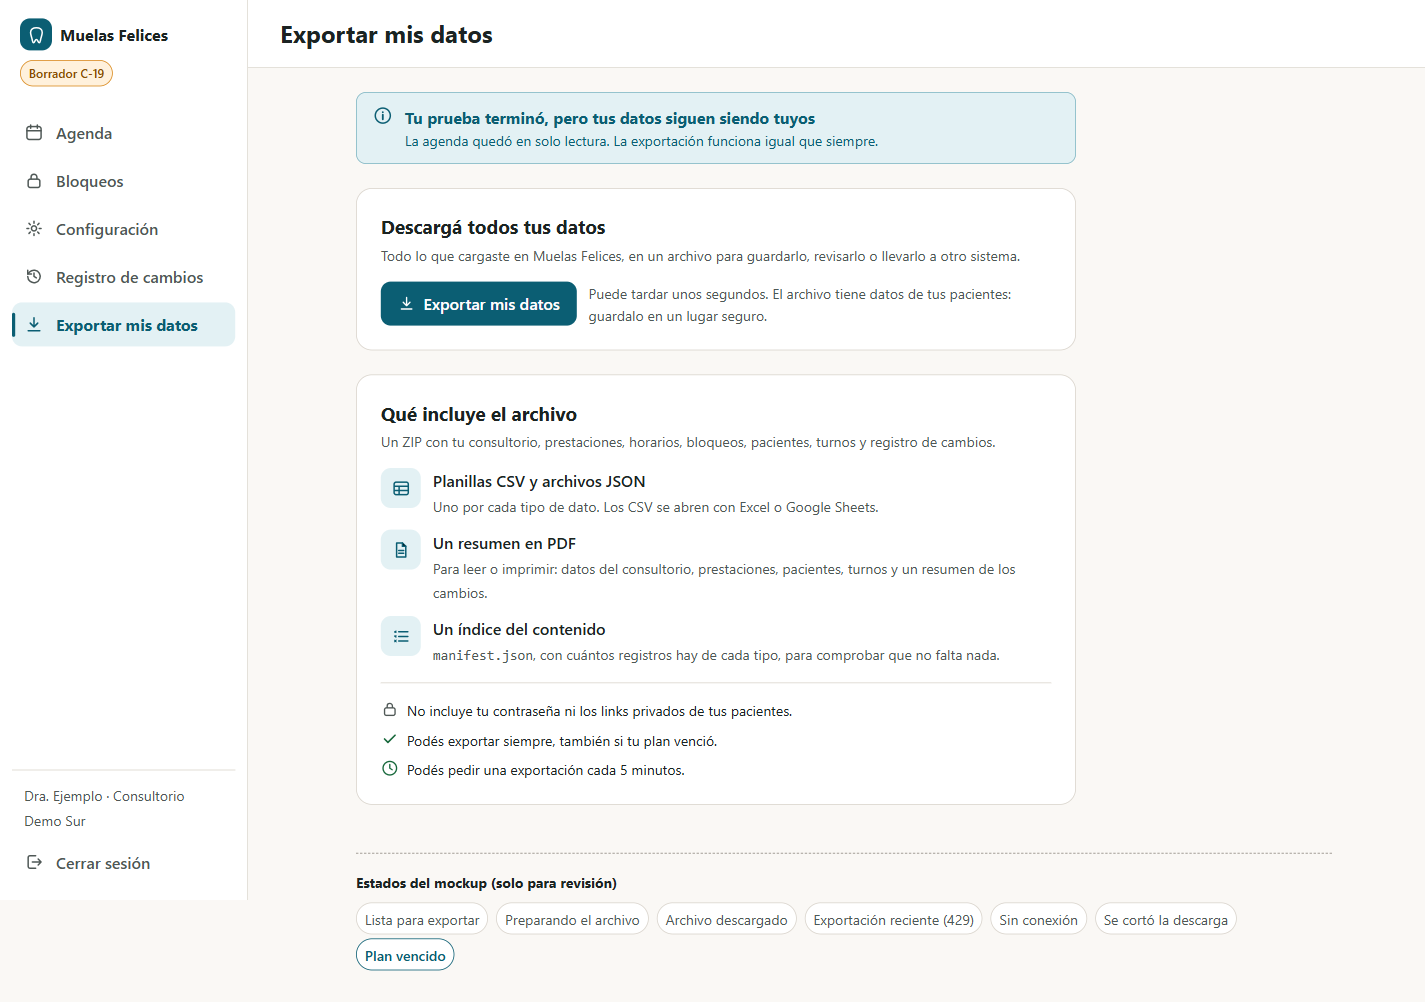 Muelas Felices
Borrador C-19
Agenda
Bloqueos
Configuración
Registro de cambios
Exportar mis datos
Dra. Ejemplo · Consultorio
Demo Sur
Cerrar sesión
Exportar mis datos
Tu prueba terminó, pero tus datos siguen siendo tuyos
La agenda quedó en solo lectura. La exportación funciona igual que siempre.
Descargá todos tus datos
Todo lo que cargaste en Muelas Felices, en un archivo para guardarlo, revisarlo o llevarlo a otro sistema.
Exportar mis datos
Puede tardar unos segundos. El archivo tiene datos de tus pacientes:
guardalo en un lugar seguro.
Qué incluye el archivo
Un ZIP con tu consultorio, prestaciones, horarios, bloqueos, pacientes, turnos y registro de cambios.
Planillas CSV y archivos JSON
Uno por cada tipo de dato. Los CSV se abren con Excel o Google Sheets.
Un resumen en PDF
Para leer o imprimir: datos del consultorio, prestaciones, pacientes, turnos y un resumen de los
cambios.
Un índice del contenido
manifest.json, con cuántos registros hay de cada tipo, para comprobar que no falta nada.
No incluye tu contraseña ni los links privados de tus pacientes.
Podés exportar siempre, también si tu plan venció.
Podés pedir una exportación cada 5 minutos.
Estados del mockup (solo para revisión)
Lista para exportar
Preparando el archivo
Archivo descargado
Exportación reciente (429)
Sin conexión
Se cortó la descarga
Plan vencido